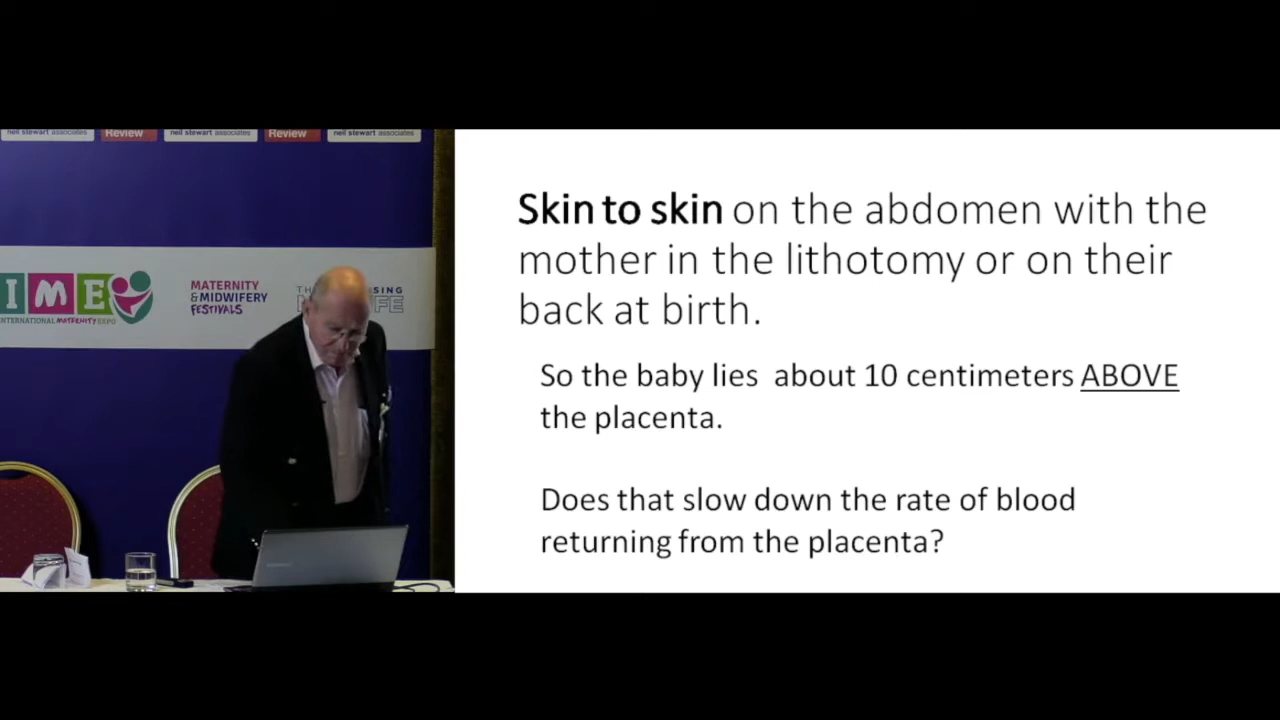 neil stewart associates
Review
neil stewart associates
Review
neil stewart associates
IME
INTERNATIONAL MATERNITY EXPO
MATERNITY
&MIDWIFERY
FESTIVALS
Skin to skin on the abdomen with the
mother in the lithotomy or on their
back at birth.
So the baby lies about 10 centimeters ABOVE
the placenta.
Does that slow down the rate of blood
returning from the placenta?